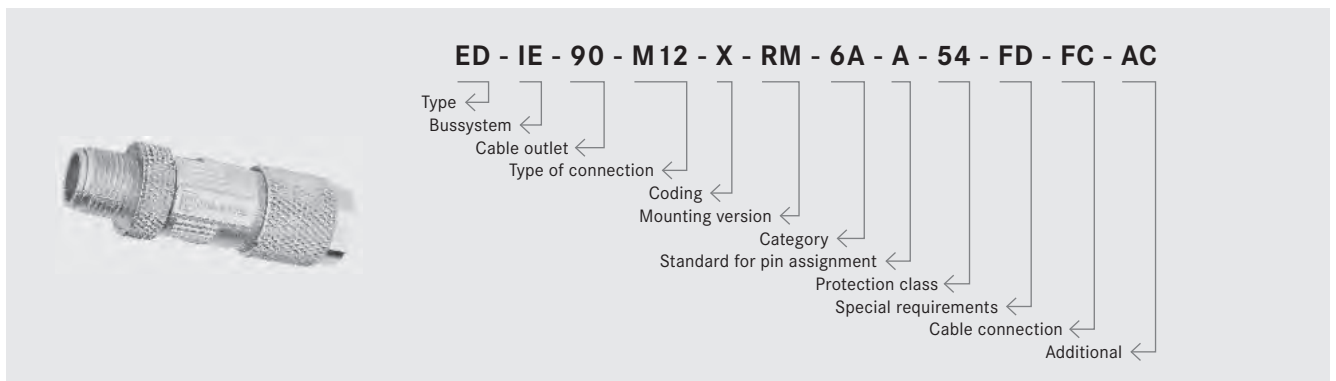 ED - IE - 90 - M12 - X - RM - 6A - A - 54 - FD - FC - AC
Type
Bussystem
Cable outlet
Type of connection
Coding
Mounting version
Category
Standard for pin assignment
Protection class
Special requirements
Cable connection
Additional